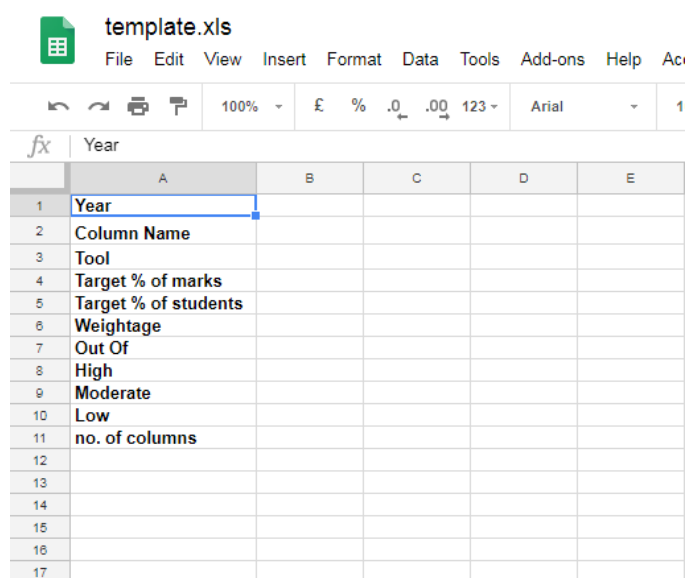 template.xls
File Edit View Insert Format Data Tools Add-ons Help
100% £ % .0 .00 123 Arial
fx Year
A B C D E
1 Year
2 Column Name
3 Tool
4 Target % of marks
5 Target % of students
6 Weightage
7 Out Of
8 High
9 Moderate
10 Low
11 no. of columns
12
13
14
15
16
17